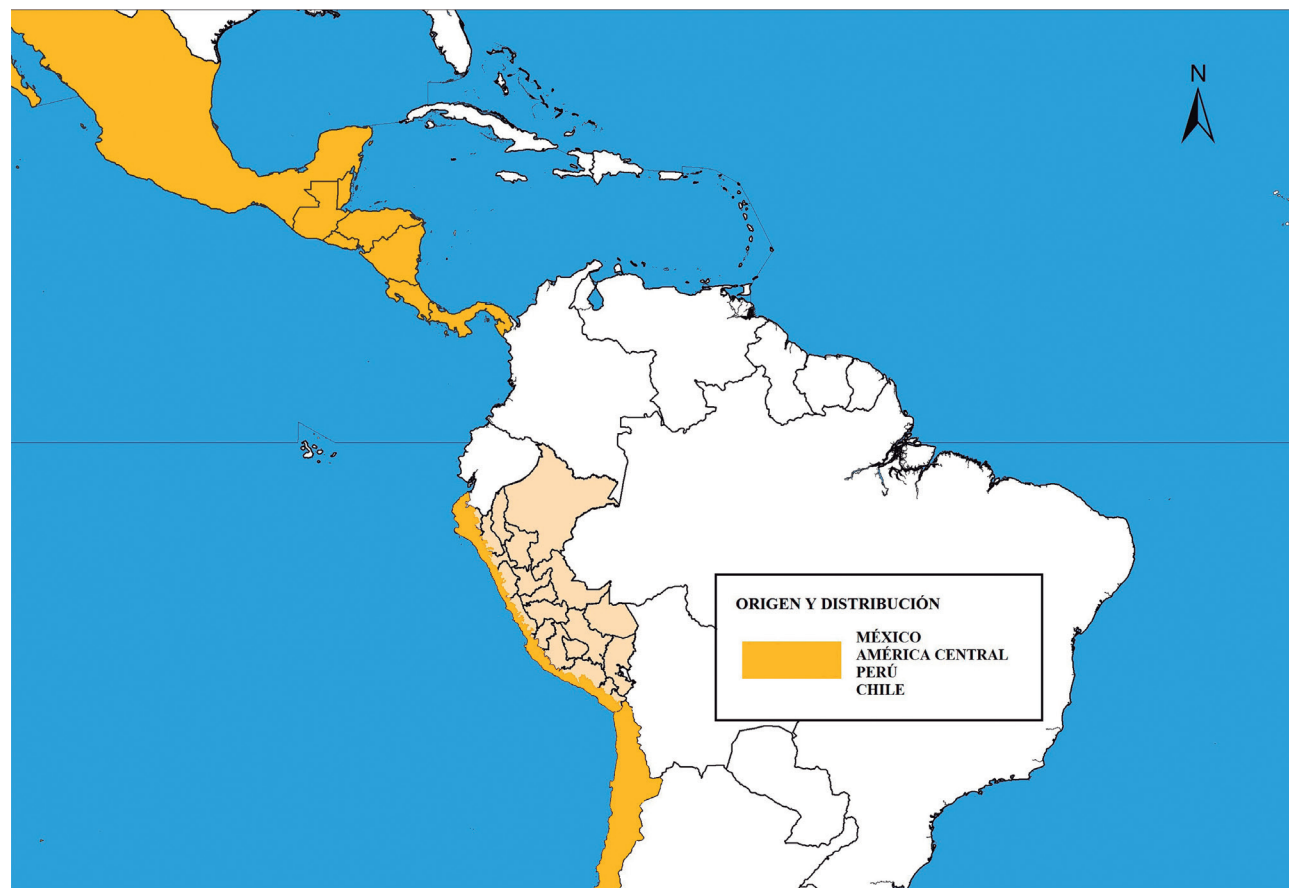 N
ORIGEN Y DISTRIBUCIÓN
MÉXICO
AMÉRICA CENTRAL
PERÚ
CHILE